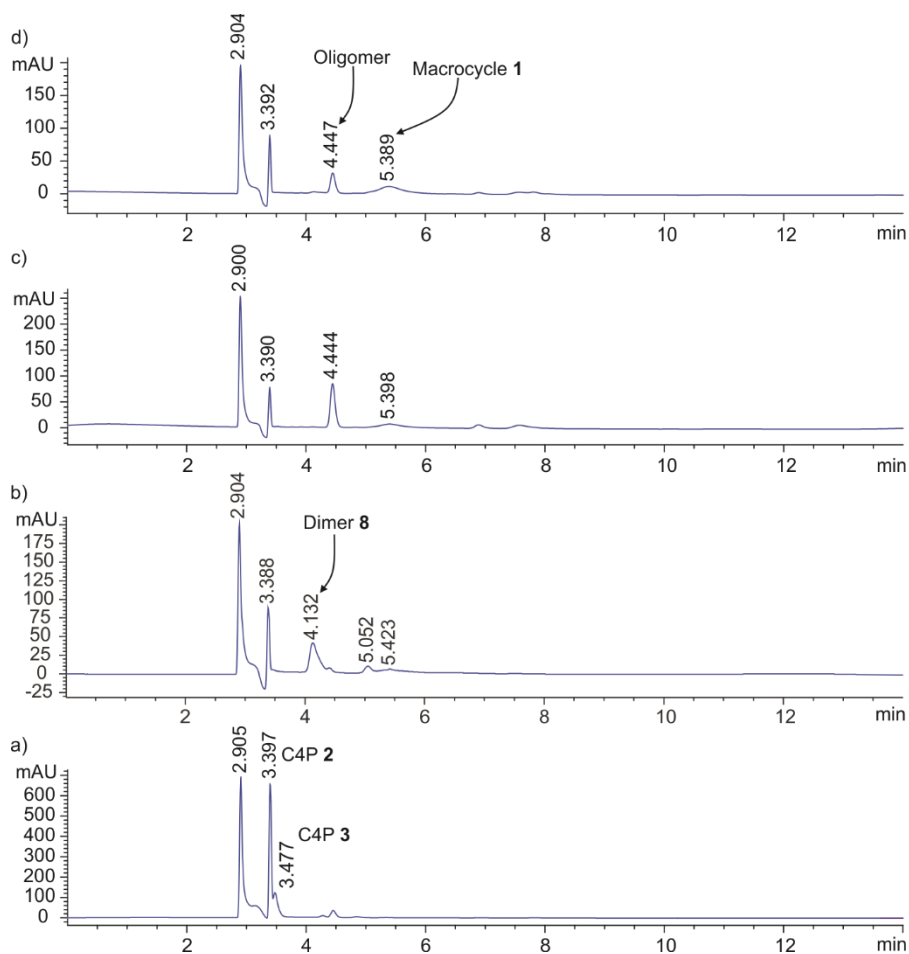 d)
mAU
2.904
3.392
Oligomer
4.447
Macrocycle 1
5.389
150
100
50
0
2 4 6 8 10 12 min
c)
mAU
2.900
3.390
4.444
5.398
200
150
100
50
0
2 4 6 8 10 12 min
b)
mAU
2.904
3.388
Dimer 8
4.132
5.052
5.423
175
150
125
100
75
50
25
0
-25
2 4 6 8 10 12 min
a)
mAU
2.905
3.397
C4P 2
C4P 3
3.477
600
500
400
300
200
100
0
2 4 6 8 10 12 min